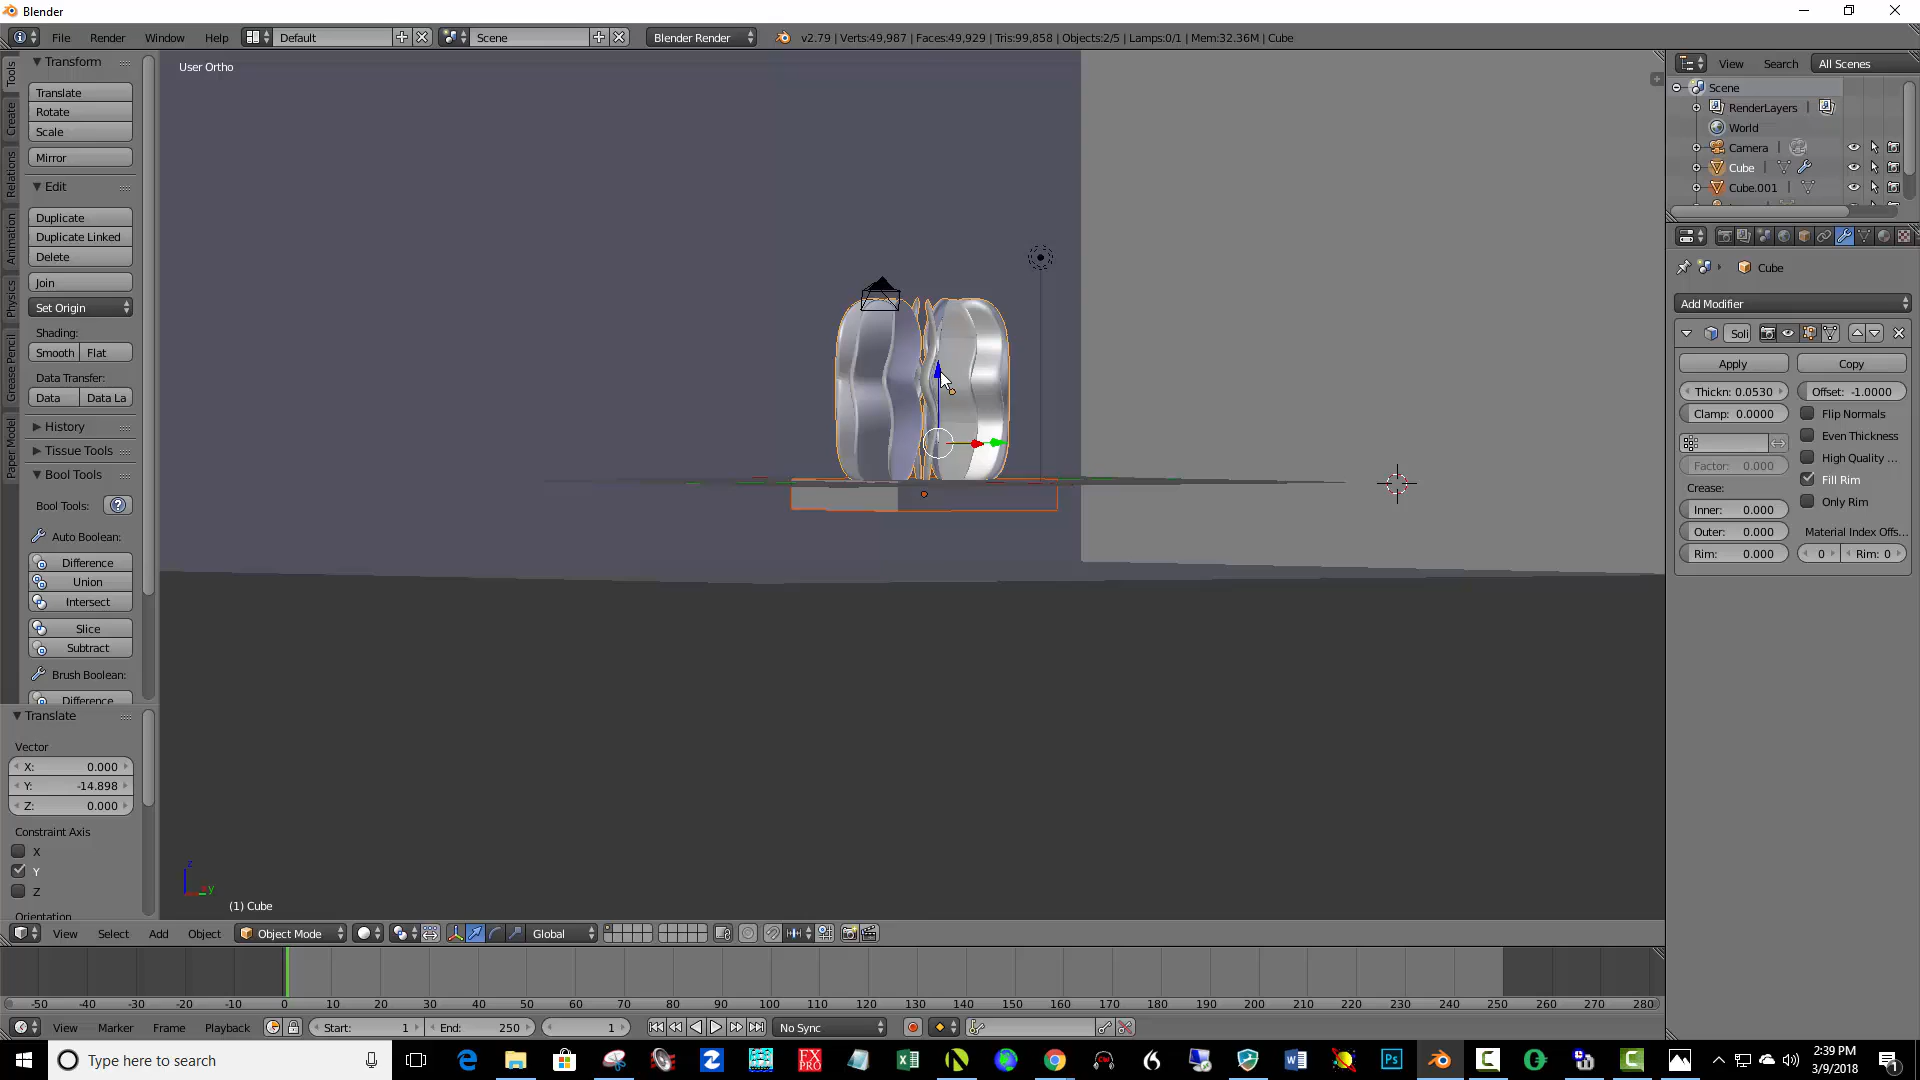 Blender
File Render Window Help Default Scene Blender Render v2.79 | Verts:49,987 | Faces:49,929 | Tris:99,858 | Objects:2/5 | Lamps:0/1 | Mem:32.36M | Cube
Tools
Create
Relations
Animation
Physics
Grease Pencil
Paper Model
Transform
Translate
Rotate
Scale
Mirror
Edit
Duplicate
Duplicate Linked
Delete
Join
Set Origin
Shading:
Smooth Flat
Data Transfer:
Data Data La
History
Tissue Tools
Bool Tools
Bool Tools: ?
Auto Boolean:
Difference
Union
Intersect
Slice
Subtract
Brush Boolean:
Difference
Translate
Vector
X: 0.000
Y: -14.898
Z: 0.000
Constraint Axis
X
Y
Z
Orientation
User Ortho
z
y
(1) Cube
View Select Add Object Object Mode Global
View Search All Scenes
Scene
RenderLayers
World
Camera
Cube
Cube.001
Cube
Add Modifier
Soli
Apply Copy
Thickn: 0.0530 Offset: -1.0000
Clamp: 0.0000 Flip Normals
Even Thickness
High Quality ...
Factor: 0.000 Fill Rim
Crease: Only Rim
Inner: 0.000
Outer: 0.000 Material Index Offs...
Rim: 0.000 0 Rim: 0
-50 -40 -30 -20 -10 0 10 20 30 40 50 60 70 80 90 100 110 120 130 140 150 160 170 180 190 200 210 220 230 240 250 260 270 280
View Marker Frame Playback Start: 1 End: 250 1 No Sync
Type here to search
2:39 PM
3/9/2018